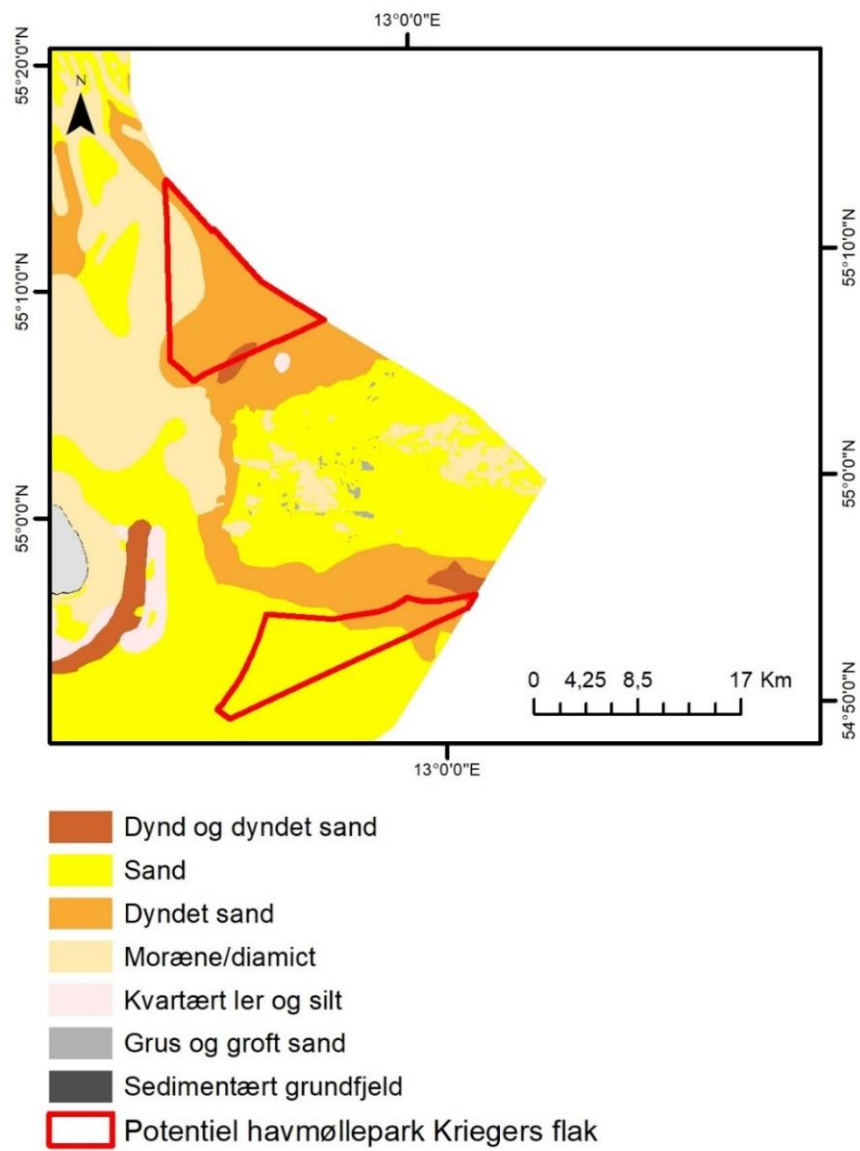 13°0'0"E
55°20'0"N
N
55°10'0"N
55°10'0"N
55°0'0"N
55°0'0"N
0 4,25 8,5 17 Km
54°50'0"N
13°0'0"E
Dynd og dyndet sand
Sand
Dyndet sand
Moræne/diamict
Kvartært ler og silt
Grus og groft sand
Sedimentært grundfjeld
Potentiel havmøllepark Kriegers flak